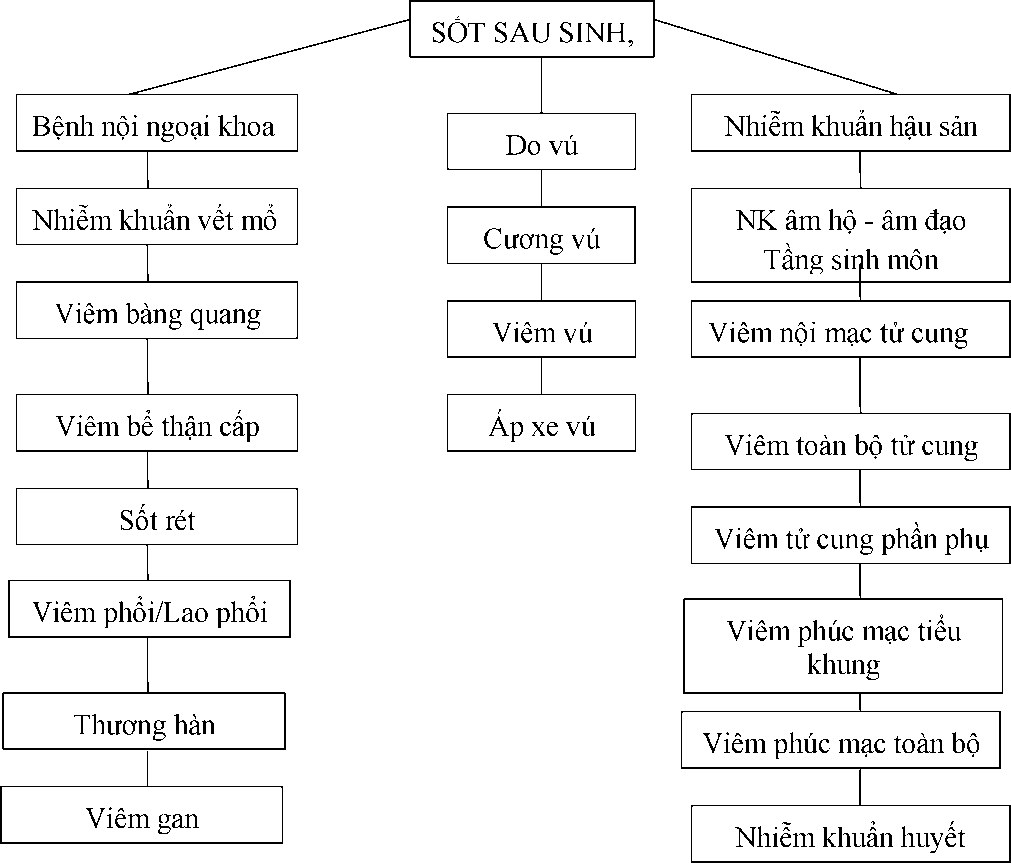 SỐT SAU SINH,
Bệnh nội ngoại khoa
Nhiễm khuẩn vết mổ
Viêm bàng quang
Viêm bể thận cấp
Sốt rét
Viêm phổi/Lao phổi
Thương hàn
Viêm gan
Do vú
Cương vú
Viêm vú
Áp xe vú
Nhiễm khuẩn hậu sản
NK âm hộ - âm đạo
Tầng sinh môn
Viêm nội mạc tử cung
Viêm toàn bộ tử cung
Viêm tử cung phần phụ
Viêm phúc mạc tiểu
khung
Viêm phúc mạc toàn bộ
Nhiễm khuẩn huyết